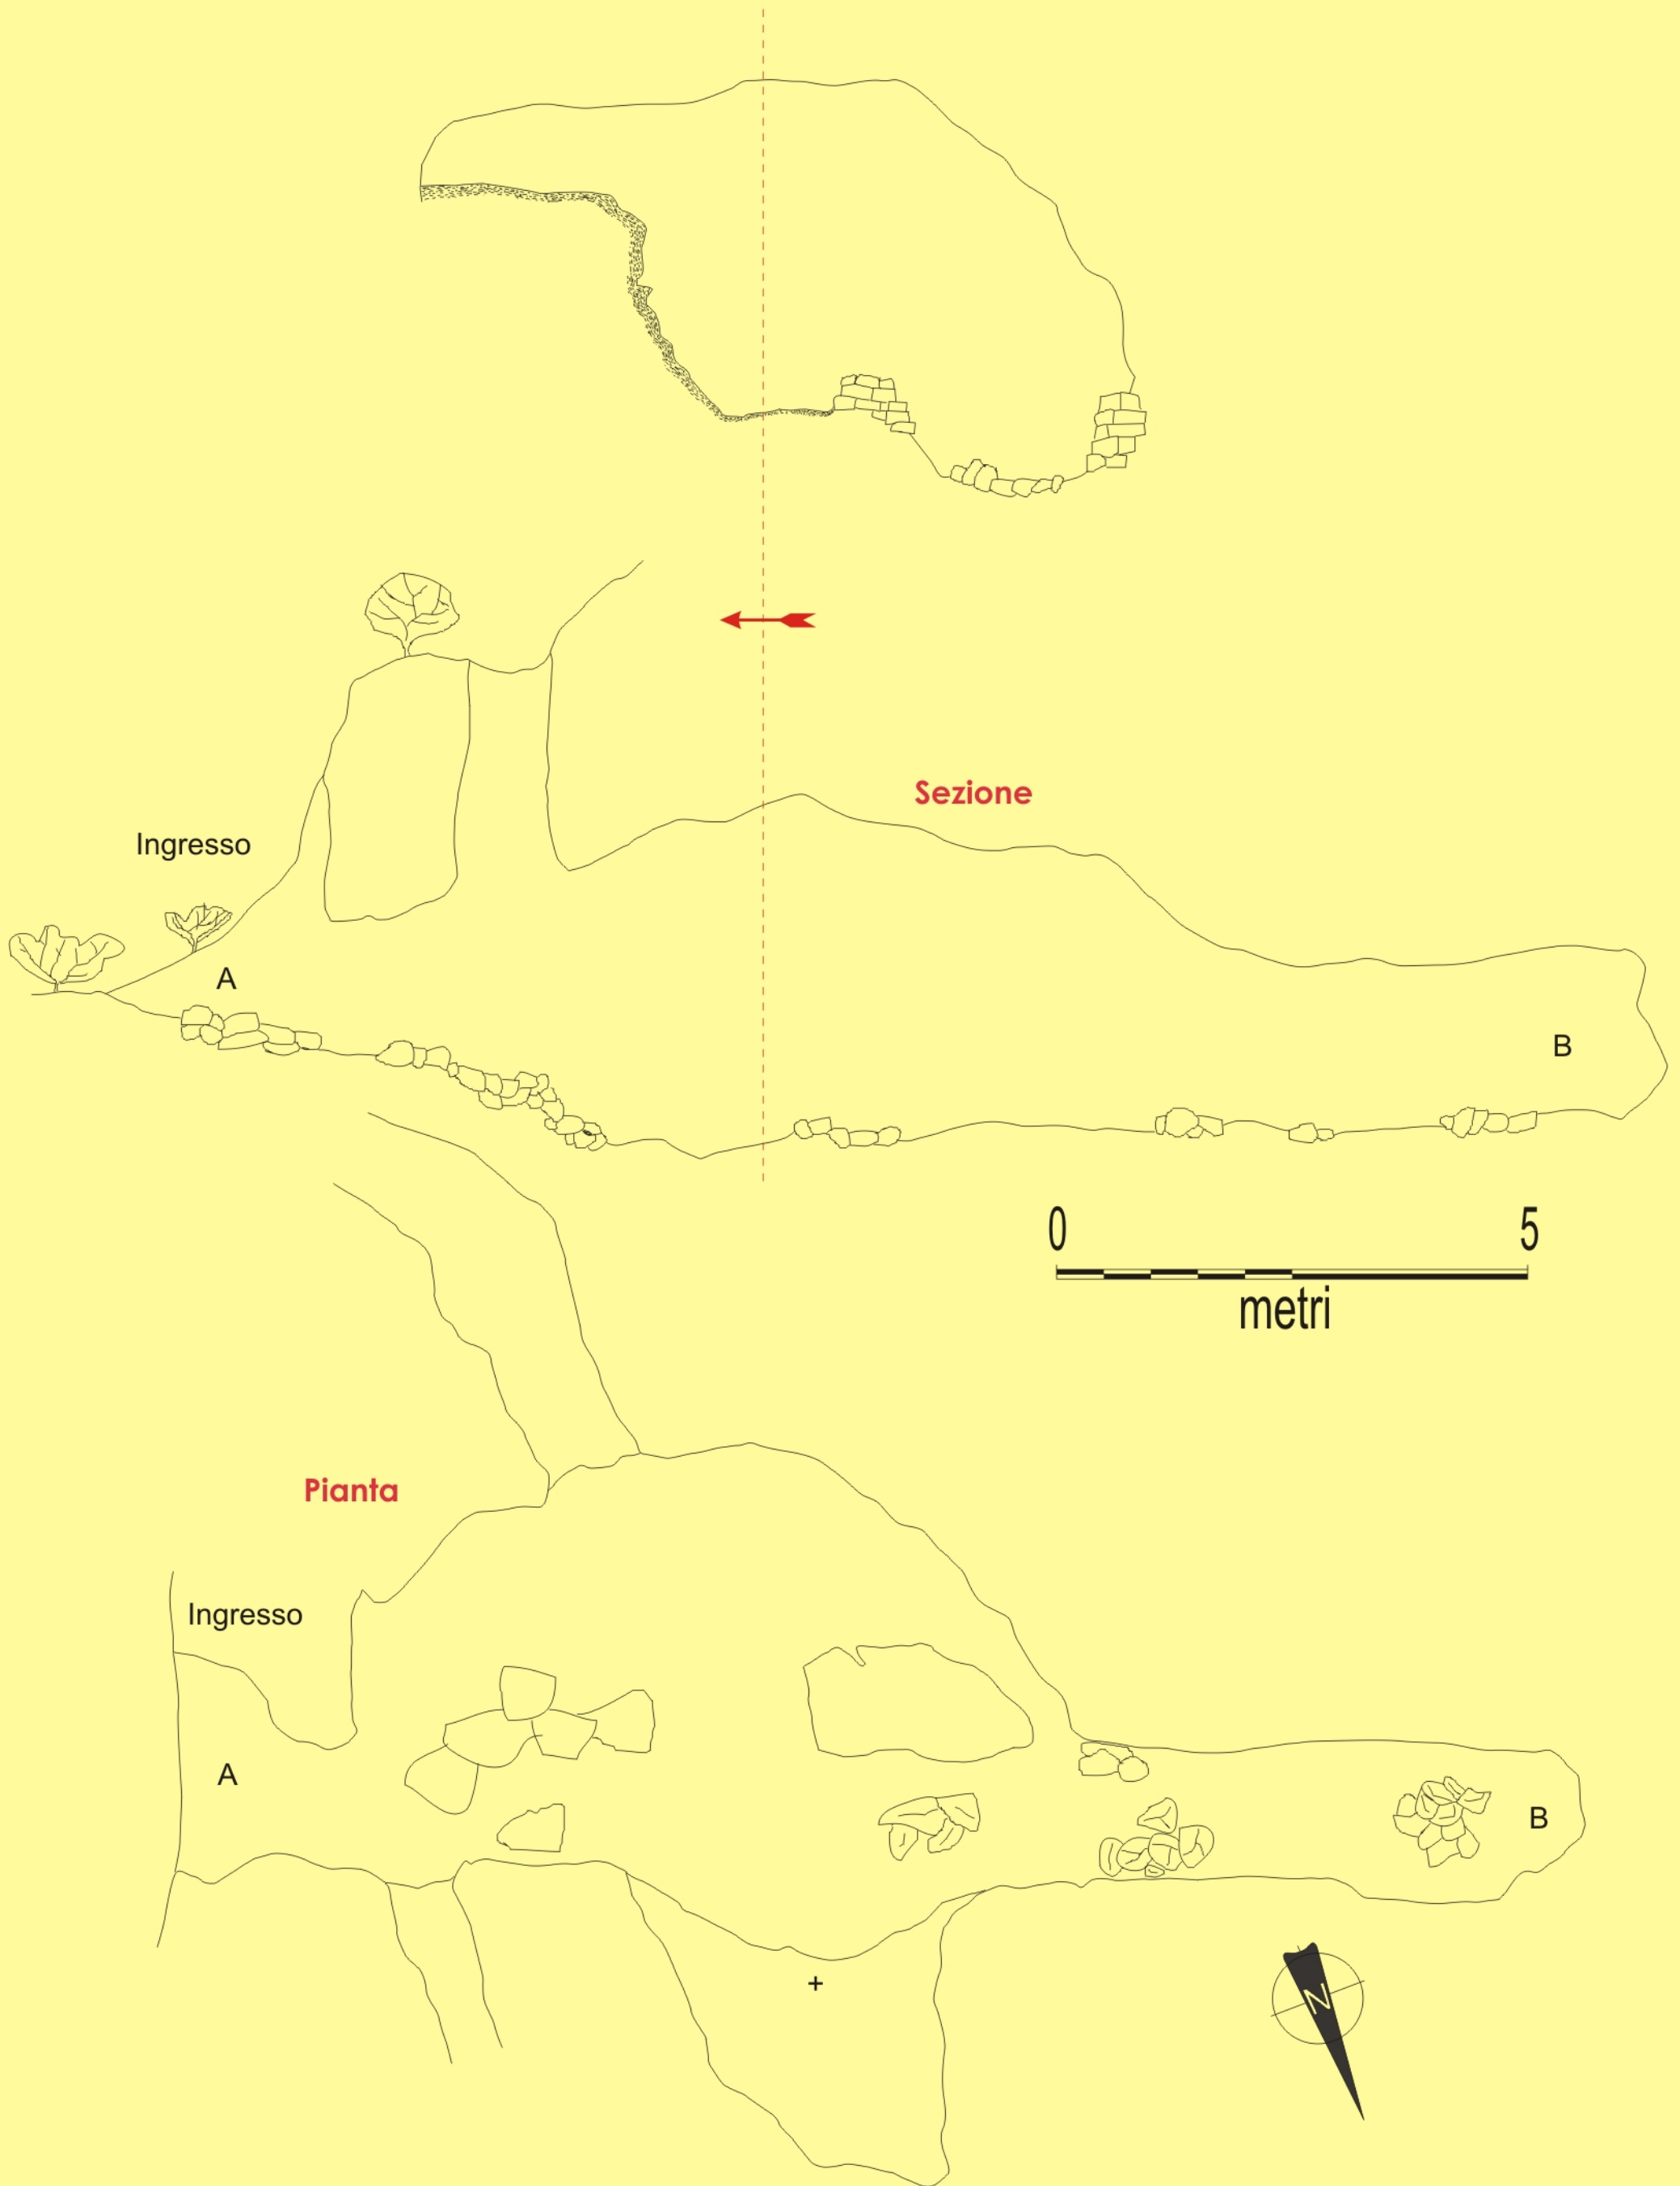 Sezione
Ingresso
A
B
0 5
metri
Pianta
Ingresso
A
B
+
N